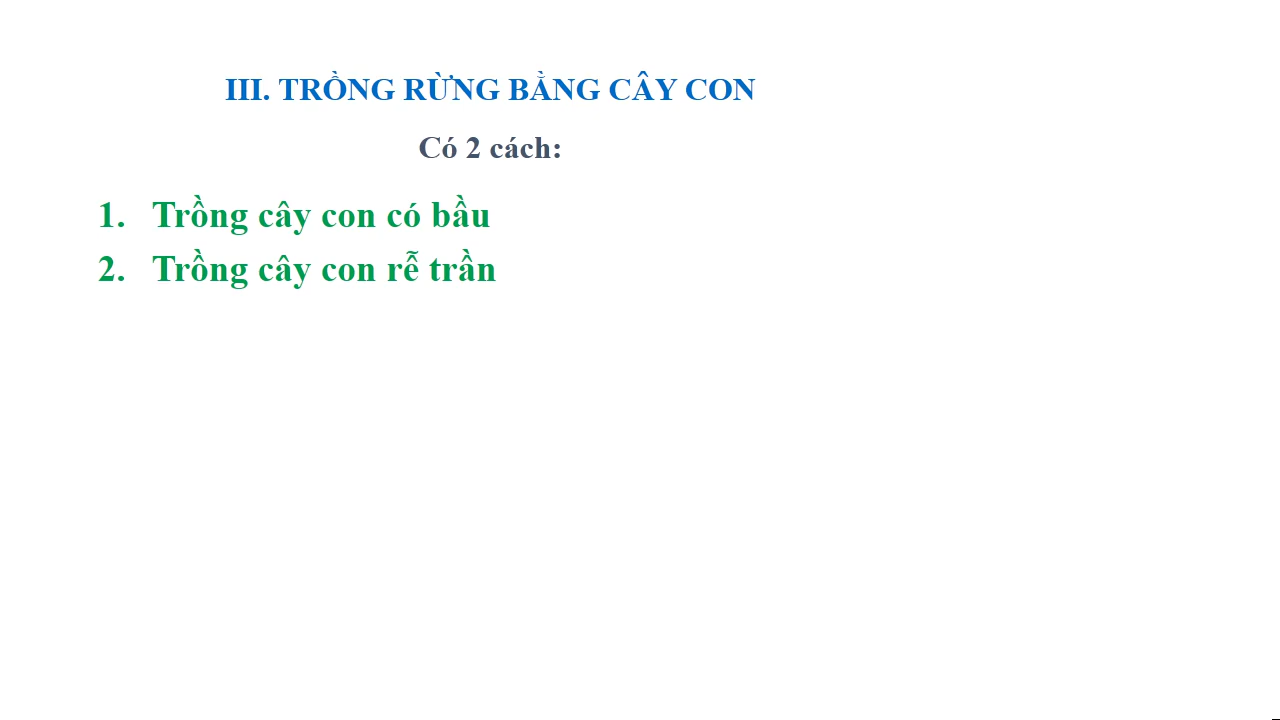 III. TRỒNG RỪNG BẰNG CÂY CON
Có 2 cách:
1. Trồng cây con có bầu
2. Trồng cây con rễ trần